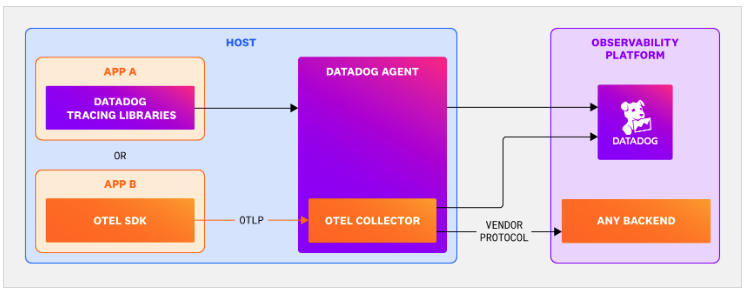 HOST
APP A
DATADOG
TRACING LIBRARIES
OR
APP B
OTEL SDK
OTLP
DATADOG AGENT
OTEL COLLECTOR
VENDOR
PROTOCOL
OBSERVABILITY
PLATFORM
DATADOG
ANY BACKEND